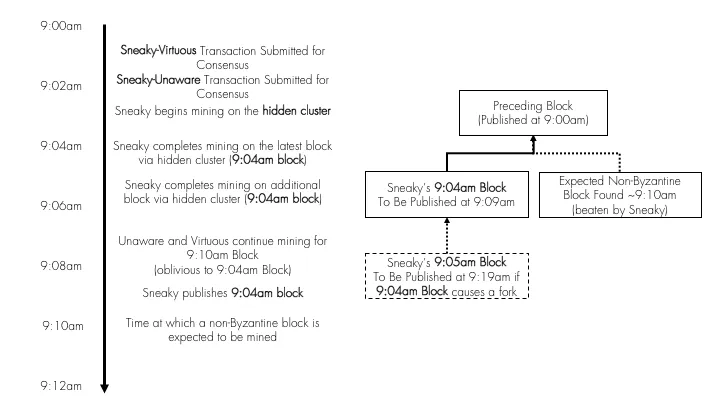 9:00am
Sneaky-Virtuous Transaction Submitted for
Consensus
9:02am
Sneaky-Unaware Transaction Submitted for
Consensus
Sneaky begins mining on the hidden cluster
9:04am
Sneaky completes mining on the latest block
via hidden cluster (9:04am block)
Sneaky completes mining on additional
block via hidden cluster (9:04am block)
9:06am
Unaware and Virtuous continue mining for
9:10am Block
(oblivious to 9:04am Block)
9:08am
Sneaky publishes 9:04am block
9:10am
Time at which a non-Byzantine block is
expected to be mined
9:12am
Preceding Block
(Published at 9:00am)
Sneaky's 9:04am Block
To Be Published at 9:09am
Expected Non-Byzantine
Block Found ~9:10am
(beaten by Sneaky)
Sneaky's 9:05am Block
To Be Published at 9:19am if
9:04am Block causes a fork